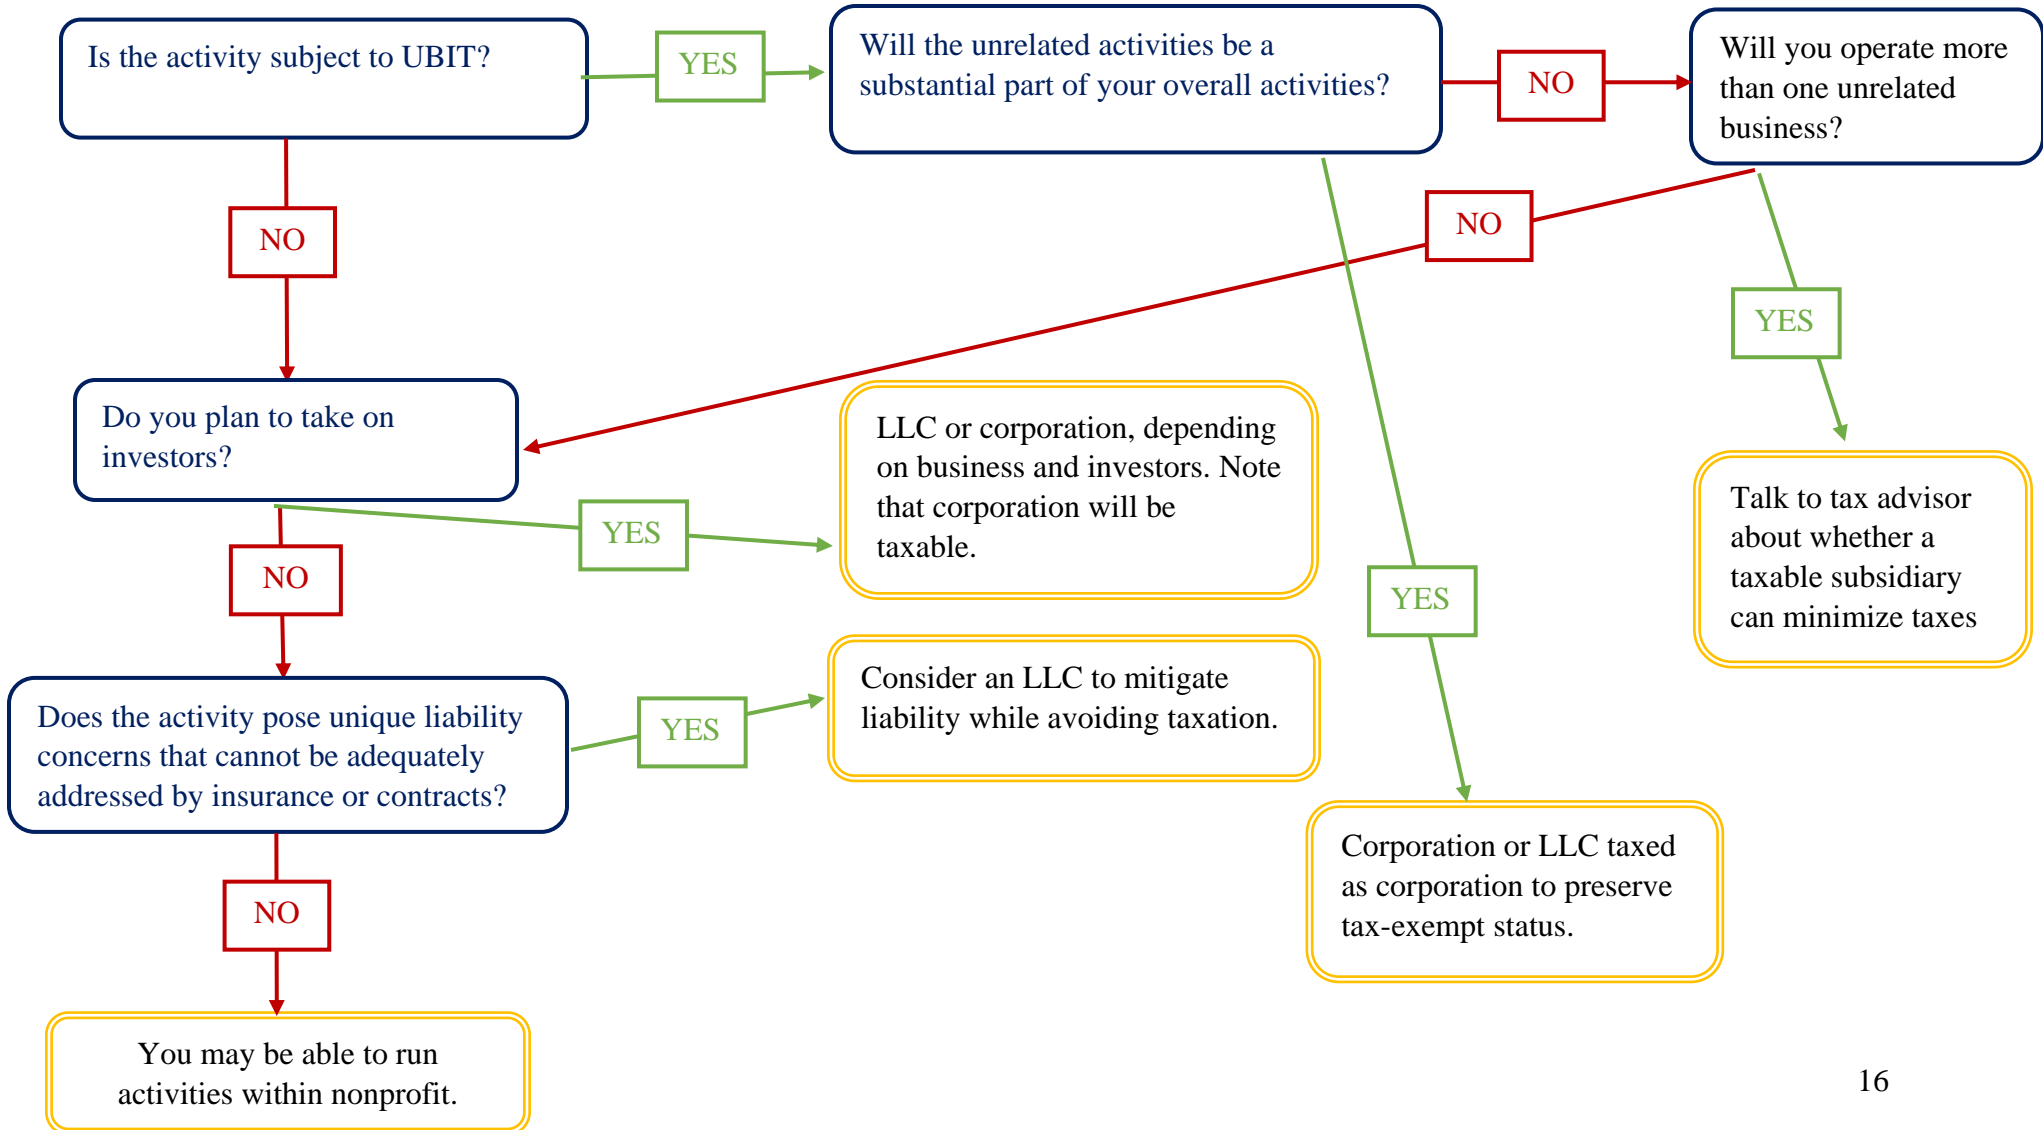 Is the activity subject to UBIT?
YES
Will the unrelated activities be a
substantial part of your overall activities?
NO
Will you operate more
than one unrelated
business?
NO
NO
YES
Do you plan to take on
investors?
YES
LLC or corporation, depending
on business and investors. Note
that corporation will be
taxable.
Talk to tax advisor
about whether a
taxable subsidiary
can minimize taxes
NO
YES
Does the activity pose unique liability
concerns that cannot be adequately
addressed by insurance or contracts?
YES
Consider an LLC to mitigate
liability while avoiding taxation.
Corporation or LLC taxed
as corporation to preserve
tax-exempt status.
NO
You may be able to run
activities within nonprofit.
16